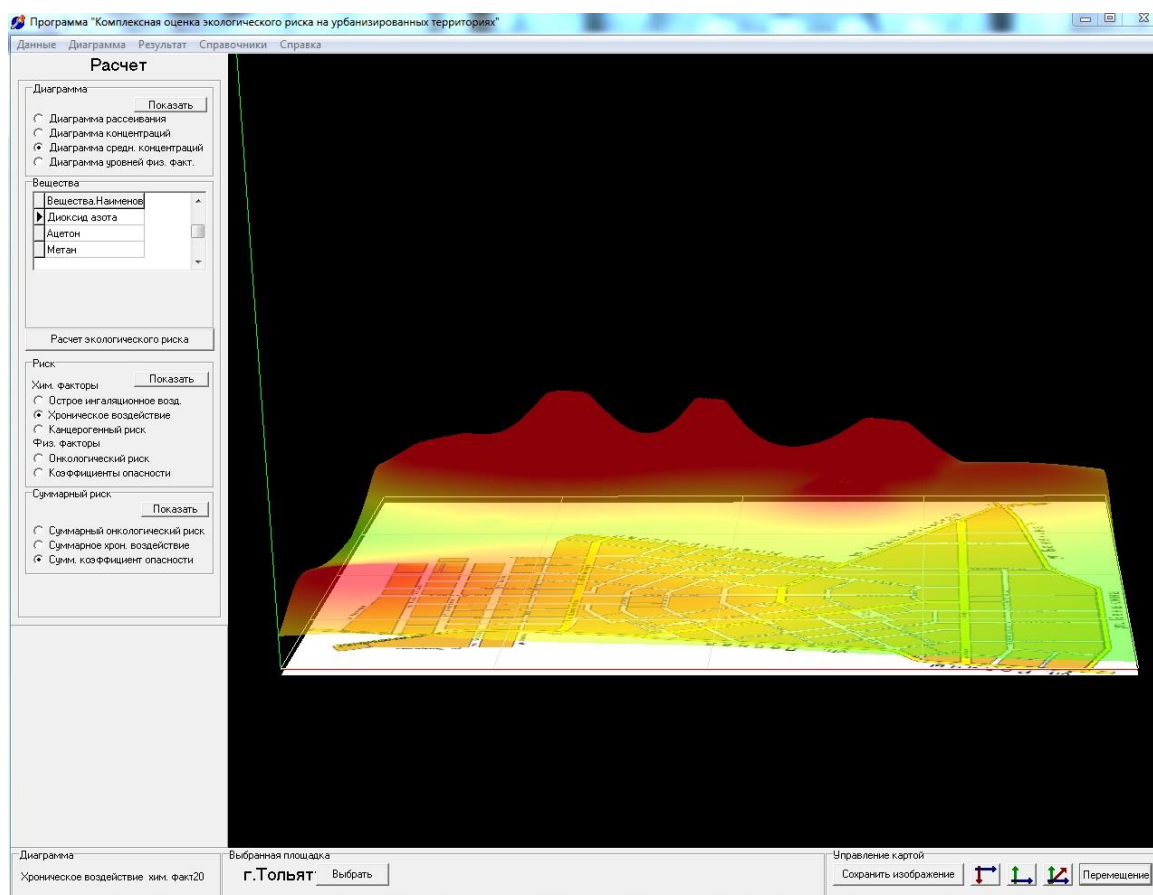 Программа "Комплексная оценка экологического риска на урбанизированных территориях"
Данные Диаграмма Результат Справочники Справка
Расчет
Диаграмма
Показать
Диаграмма рассеивания
Диаграмма концентраций
Диаграмма средн. концентраций
Диаграмма уровней физ. факт.
Вещества
Вещества.Наименов
Диоксид азота
Ацетон
Метан
Расчет экологического риска
Риск
Показать
Хим. факторы
Острое ингаляционное возд.
Хроническое воздействие
Канцерогенный риск
Физ. факторы
Онкологический риск
Коэффициенты опасности
Суммарный риск
Показать
Суммарный онкологический риск
Суммарное хрон. воздействие
Сумм. коэффициент опасности
Диаграмма
Хроническое воздействие хим. факт20
Выбранная площадка
г.Тольят
Выбрать
Управление картой
Сохранить изображение
Перемещение